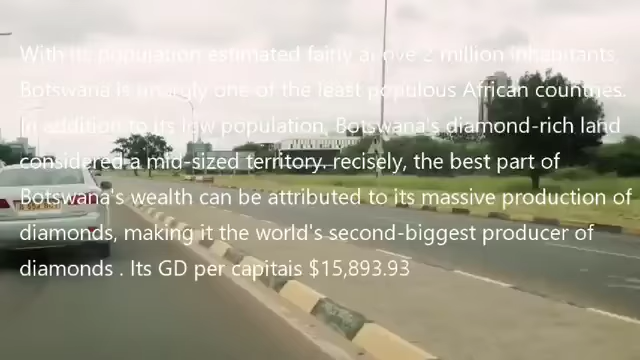 With its population estimated fairly above 2 million inhabitants,
Botswana is unargly one of the least populous African countries.
In addition to its low population, Botswana's diamond-rich land
considered a mid-sized territory. recisely, the best part of
Botswana's wealth can be attributed to its massive production of
diamonds, making it the world's second-biggest producer of
diamonds . Its GD per capitais $15,893.93